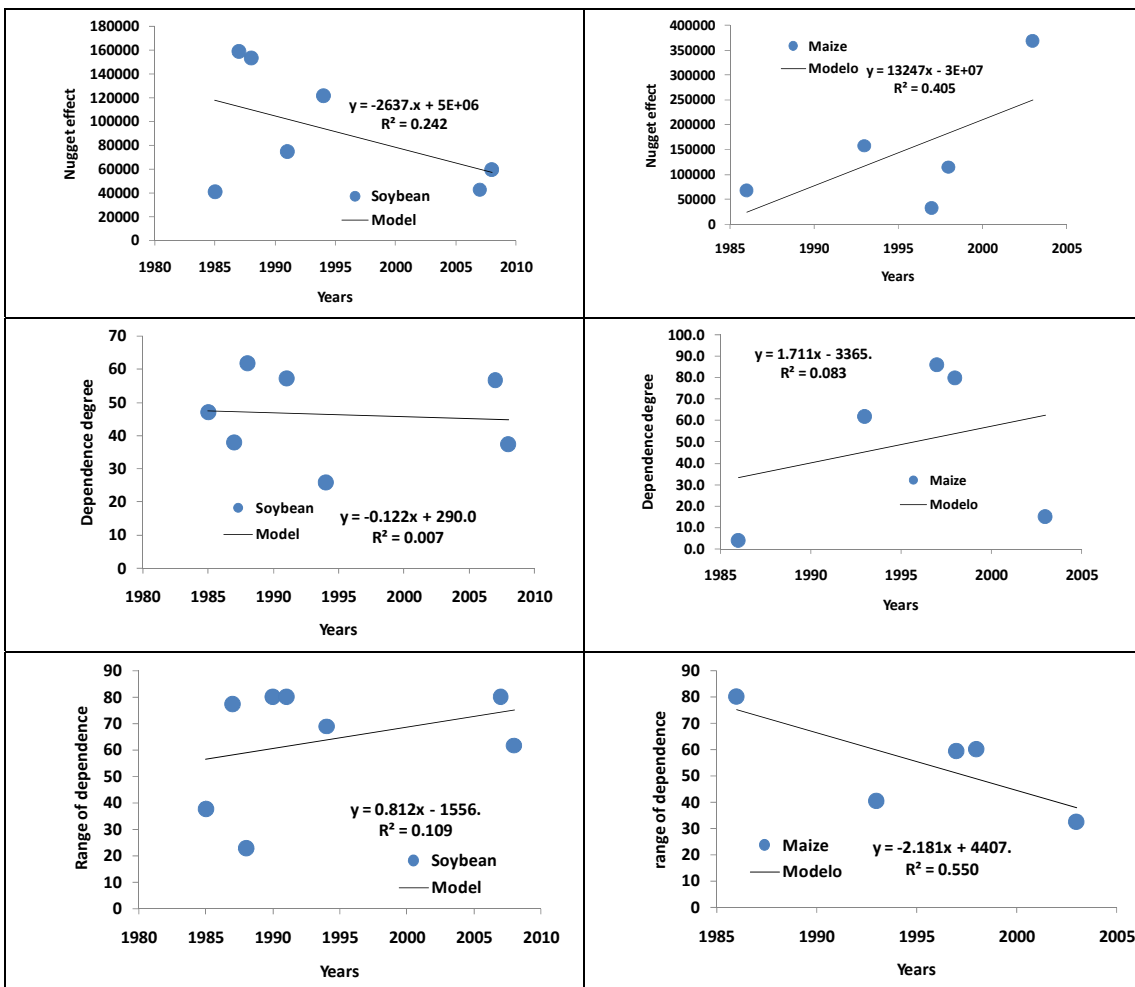 180000
160000
140000
120000
100000
80000
60000
40000
20000
0
Nugget effect
y = -2637.x + 5E+06
R² = 0.242
Soybean
Model
1980 1985 1990 1995 2000 2005 2010
Years
400000
350000
300000
250000
200000
150000
100000
50000
0
Nugget effect
Maize
Modelo
y = 13247x - 3E+07
R² = 0.405
1985 1990 1995 2000 2005
Years
70
60
50
40
30
20
10
0
Dependence degree
Soybean
Model
y = -0.122x + 290.0
R² = 0.007
1980 1985 1990 1995 2000 2005 2010
Years
100.0
90.0
80.0
70.0
60.0
50.0
40.0
30.0
20.0
10.0
0.0
Dependence degree
y = 1.711x - 3365.
R² = 0.083
Maize
Modelo
1985 1990 1995 2000 2005
Years
90
80
70
60
50
40
30
20
10
0
Range of dependence
y = 0.812x - 1556.
R² = 0.109
Soybean
Model
1980 1985 1990 1995 2000 2005 2010
Years
90
80
70
60
50
40
30
20
10
0
range of dependence
Maize
Modelo
y = -2.181x + 4407.
R² = 0.550
1985 1990 1995 2000 2005
Years